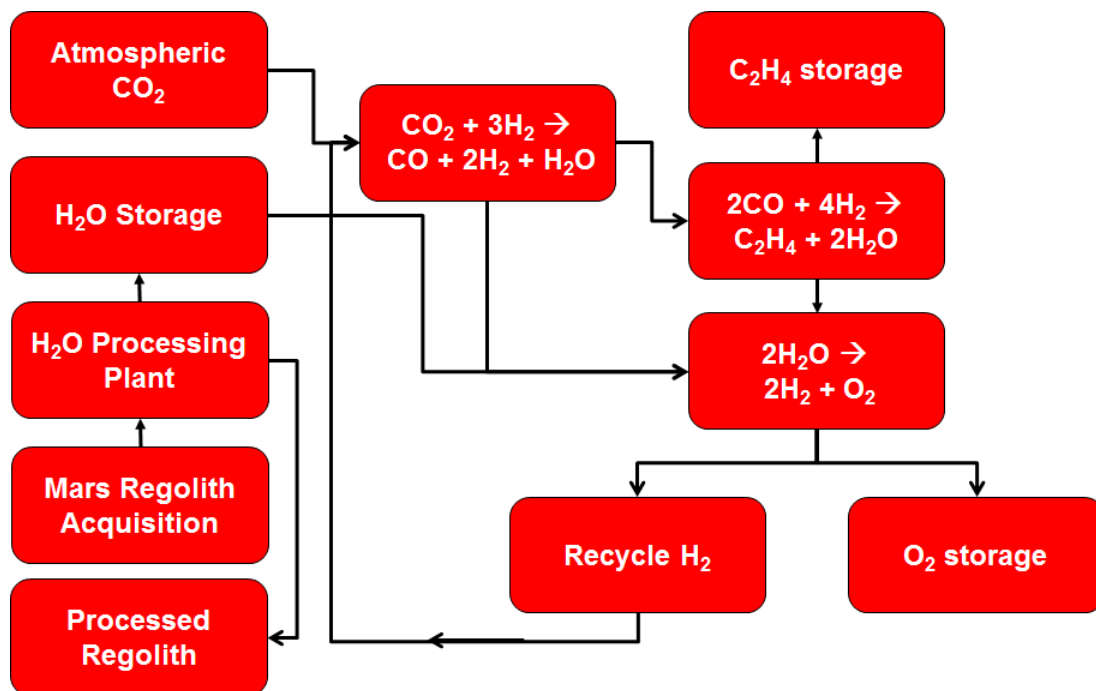 Atmospheric
CO₂
H₂O Storage
H₂O Processing
Plant
Mars Regolith
Acquisition
Processed
Regolith
CO₂ + 3H₂ →
CO + 2H₂ + H₂O
C₂H₄ storage
2CO + 4H₂ →
C₂H₄ + 2H₂O
2H₂O →
2H₂ + O₂
Recycle H₂
O₂ storage